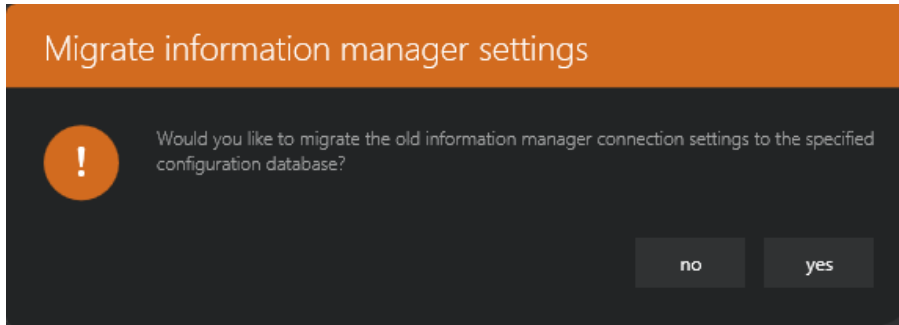 Migrate information manager settings
!
Would you like to migrate the old information manager connection settings to the specified
configuration database?
no yes